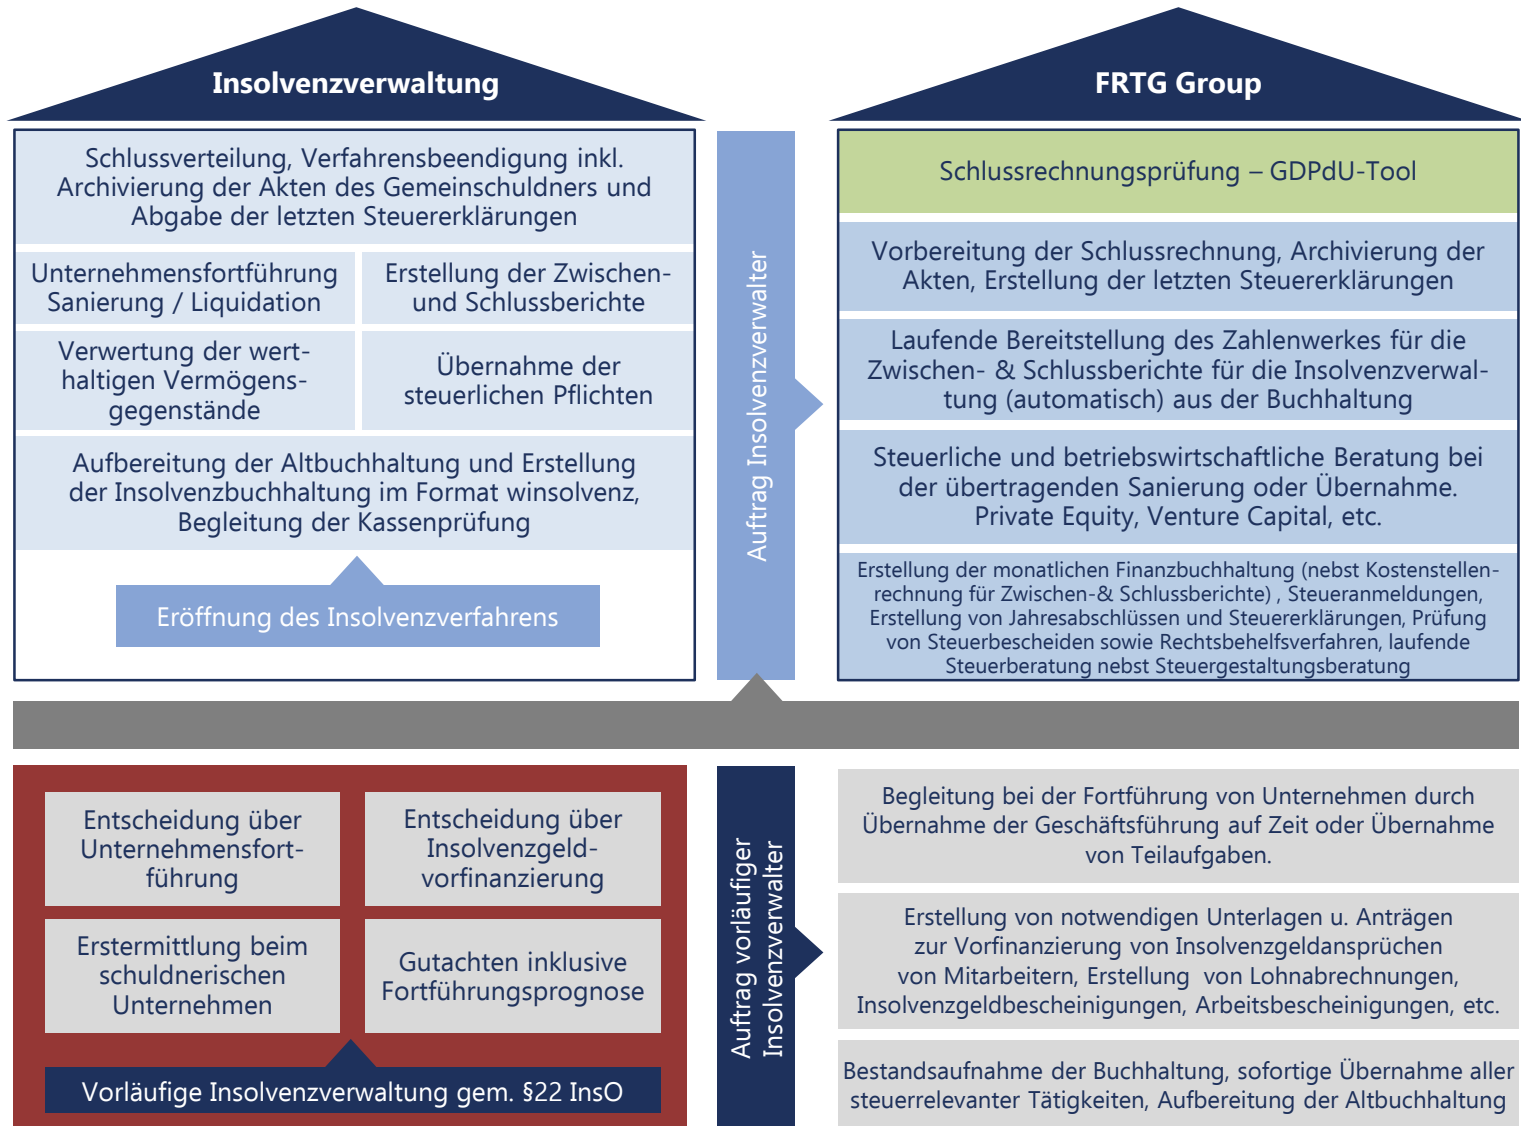 Insolvenzverwaltung
Schlussverteilung, Verfahrensbeendigung inkl.
Archivierung der Akten des Gemeinschuldners und
Abgabe der letzten Steuererklärungen
Unternehmensfortführung
Sanierung / Liquidation
Erstellung der Zwischen-
und Schlussberichte
Verwertung der wert-
haltigen Vermögens-
gegenstände
Übernahme der
steuerlichen Pflichten
Aufbereitung der Altbuchhaltung und Erstellung
der Insolvenzbuchhaltung im Format winsolvenz,
Begleitung der Kassenprüfung
Eröffnung des Insolvenzverfahrens
Auftrag Insolvenzverwalter
FRTG Group
Schlussrechnungsprüfung – GDPdU-Tool
Vorbereitung der Schlussrechnung, Archivierung der
Akten, Erstellung der letzten Steuererklärungen
Laufende Bereitstellung des Zahlenwerkes für die
Zwischen- & Schlussberichte für die Insolvenzverwal-
tung (automatisch) aus der Buchhaltung
Steuerliche und betriebswirtschaftliche Beratung bei
der übertragenden Sanierung oder Übernahme.
Private Equity, Venture Capital, etc.
Erstellung der monatlichen Finanzbuchhaltung (nebst Kostenstellen-
rechnung für Zwischen-& Schlussberichte) , Steueranmeldungen,
Erstellung von Jahresabschlüssen und Steuererklärungen, Prüfung
von Steuerbescheiden sowie Rechtsbehelfsverfahren, laufende
Steuerberatung nebst Steuergestaltungsberatung
Entscheidung über
Unternehmensfort-
führung
Entscheidung über
Insolvenzgeld-
vorfinanzierung
Erstermittlung beim
schuldnerischen
Unternehmen
Gutachten inklusive
Fortführungsprognose
Vorläufige Insolvenzverwaltung gem. §22 InsO
Auftrag vorläufiger
Insolvenzverwalter
Begleitung bei der Fortführung von Unternehmen durch
Übernahme der Geschäftsführung auf Zeit oder Übernahme
von Teilaufgaben.
Erstellung von notwendigen Unterlagen u. Anträgen
zur Vorfinanzierung von Insolvenzgeldansprüchen
von Mitarbeitern, Erstellung  von Lohnabrechnungen,
Insolvenzgeldbescheinigungen, Arbeitsbescheinigungen, etc.
Bestandsaufnahme der Buchhaltung, sofortige Übernahme aller
steuerrelevanter Tätigkeiten, Aufbereitung der Altbuchhaltung